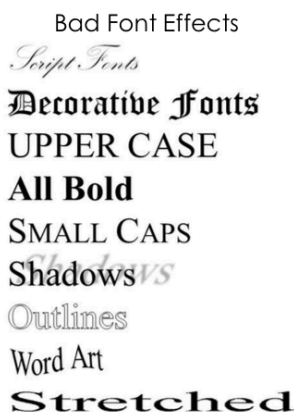 Bad Font Effects
Script Fonts
Decorative Fonts
UPPER CASE
All Bold
SMALL CAPS
Shadows
Outlines
Word Art
Stretched